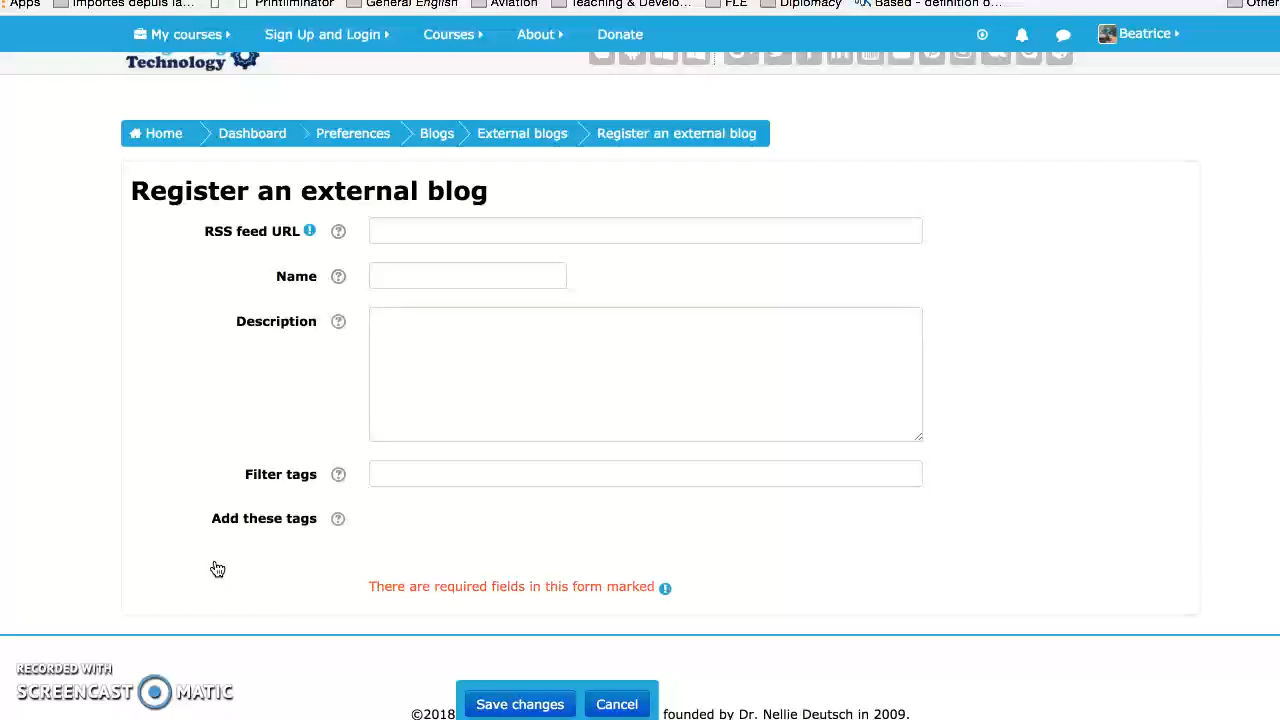 Apps Importes depuis la... Printliminator General English Aviation Teaching & Develo... FLE Diplomacy Based - definition o... Other
My courses Sign Up and Login Courses About Donate Beatrice
Technology
Home Dashboard Preferences Blogs External blogs Register an external blog
Register an external blog
RSS feed URL
Name
Description
Filter tags
Add these tags
There are required fields in this form marked
RECORDED WITH
SCREENCAST MATIC
Save changes Cancel
©2018 founded by Dr. Nellie Deutsch in 2009.